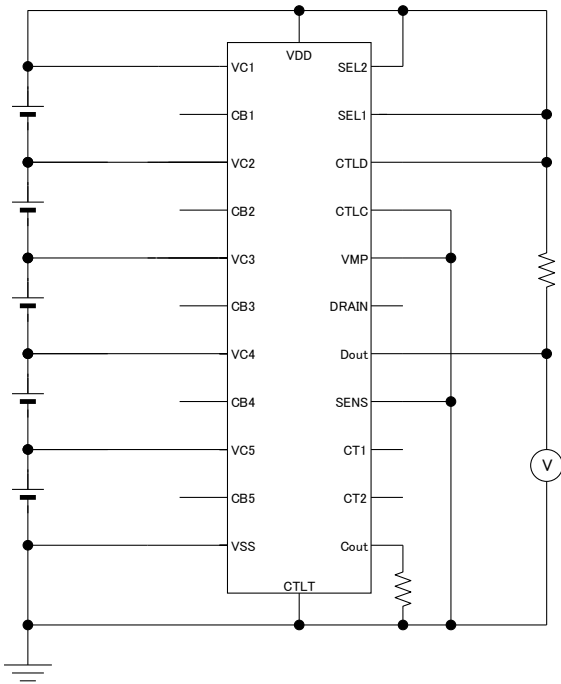 VDD
VC1 SEL2
CB1 SEL1
VC2 CTLD
CB2 CTLC
VC3 VMP
CB3 DRAIN
VC4 Dout
CB4 SENS
VC5 CT1
V
CB5 CT2
VSS Cout
CTLT